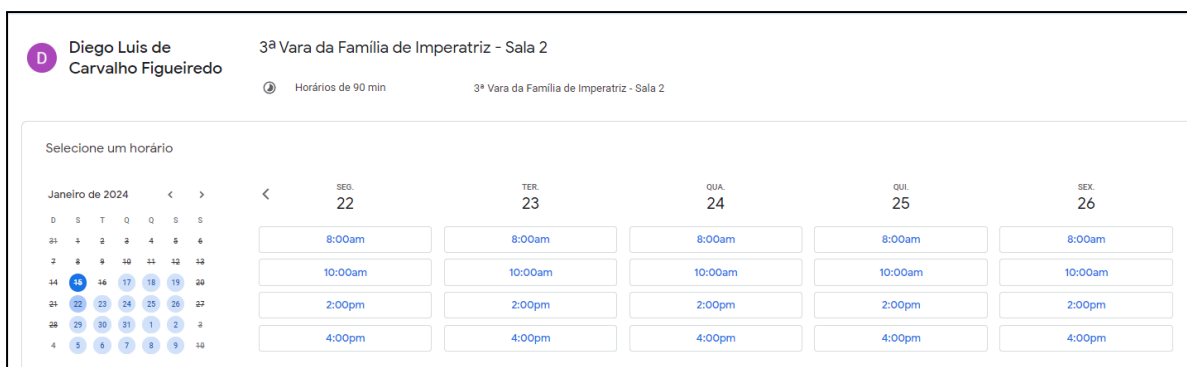 D
Diego Luis de
Carvalho Figueiredo
3ª Vara da Família de Imperatriz - Sala 2
Horários de 90 min
3ª Vara da Família de Imperatriz - Sala 2
Selecione um horário
Janeiro de 2024 < >
D S T Q Q S S
31 1 2 3 4 5 6
7 8 9 10 11 12 13
14 15 16 17 18 19 20
21 22 23 24 25 26 27
28 29 30 31 1 2 3
4 5 6 7 8 9 10
< SEG. TER. QUA. QUI. SEX.
22 23 24 25 26
8:00am 8:00am 8:00am 8:00am 8:00am
10:00am 10:00am 10:00am 10:00am 10:00am
2:00pm 2:00pm 2:00pm 2:00pm 2:00pm
4:00pm 4:00pm 4:00pm 4:00pm 4:00pm